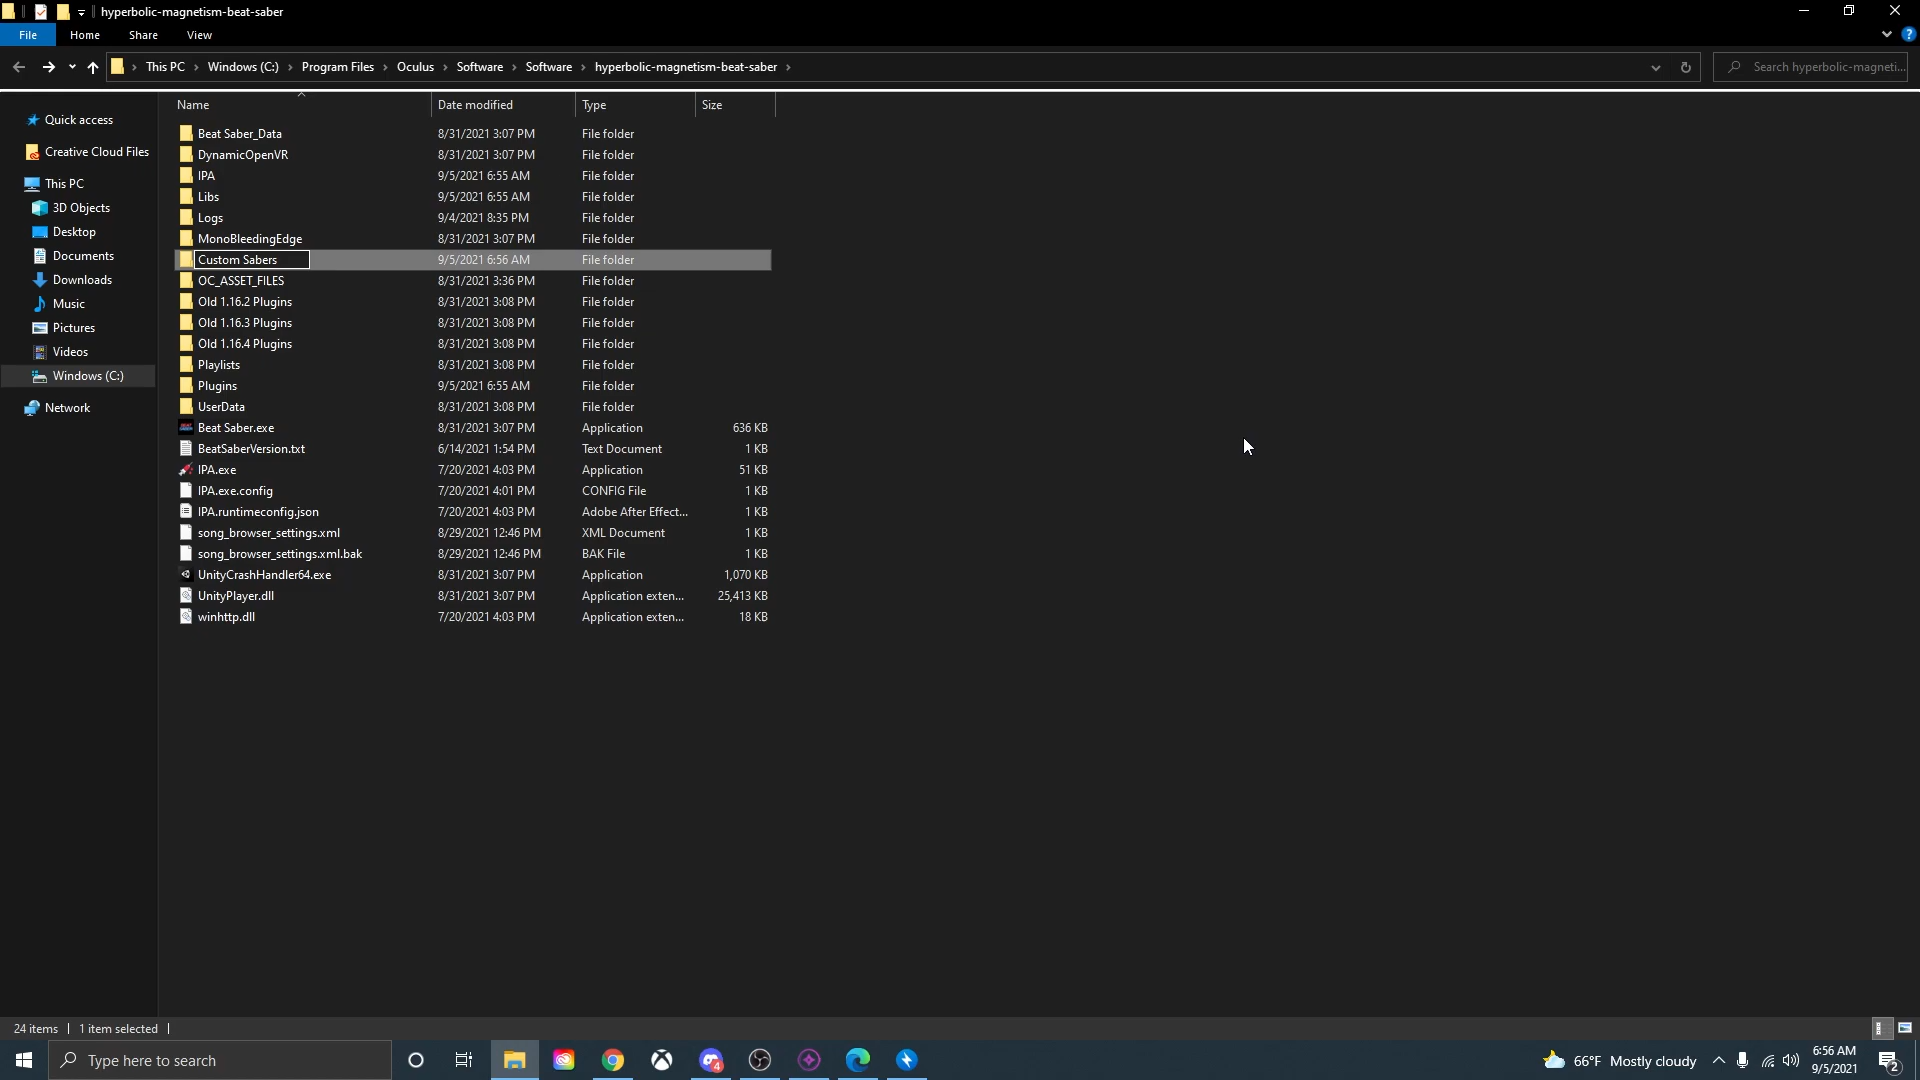 hyperbolic-magnetism-beat-saber
File Home Share View
This PC Windows (C:) Program Files Oculus Software Software hyperbolic-magnetism-beat-saber
Search hyperbolic-magneti...
Name Date modified Type Size
Quick access
Creative Cloud Files
This PC
3D Objects
Desktop
Documents
Downloads
Music
Pictures
Videos
Windows (C:)
Network
Beat Saber_Data 8/31/2021 3:07 PM File folder
DynamicOpenVR 8/31/2021 3:07 PM File folder
IPA 9/5/2021 6:55 AM File folder
Libs 9/5/2021 6:55 AM File folder
Logs 9/4/2021 8:35 PM File folder
MonoBleedingEdge 8/31/2021 3:07 PM File folder
Custom Sabers 9/5/2021 6:56 AM File folder
OC_ASSET_FILES 8/31/2021 3:36 PM File folder
Old 1.16.2 Plugins 8/31/2021 3:08 PM File folder
Old 1.16.3 Plugins 8/31/2021 3:08 PM File folder
Old 1.16.4 Plugins 8/31/2021 3:08 PM File folder
Playlists 8/31/2021 3:08 PM File folder
Plugins 9/5/2021 6:55 AM File folder
UserData 8/31/2021 3:08 PM File folder
Beat Saber.exe 8/31/2021 3:07 PM Application 636 KB
BeatSaberVersion.txt 6/14/2021 1:54 PM Text Document 1 KB
IPA.exe 7/20/2021 4:03 PM Application 51 KB
IPA.exe.config 7/20/2021 4:01 PM CONFIG File 1 KB
IPA.runtimeconfig.json 7/20/2021 4:03 PM Adobe After Effect... 1 KB
song_browser_settings.xml 8/29/2021 12:46 PM XML Document 1 KB
song_browser_settings.xml.bak 8/29/2021 12:46 PM BAK File 1 KB
UnityCrashHandler64.exe 8/31/2021 3:07 PM Application 1,070 KB
UnityPlayer.dll 8/31/2021 3:07 PM Application exten... 25,413 KB
winhttp.dll 7/20/2021 4:03 PM Application exten... 18 KB
24 items 1 item selected
Type here to search
4
66°F Mostly cloudy
6:56 AM
9/5/2021
2